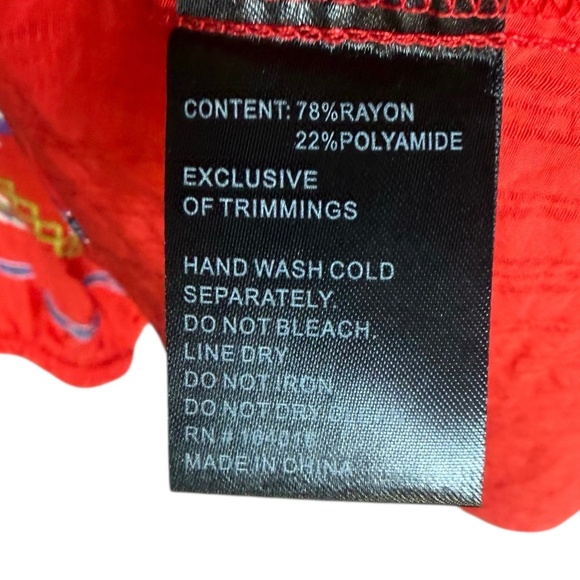 CONTENT: 78%RAYON
22%POLYAMIDE
EXCLUSIVE
OF TRIMMINGS
HAND WASH COLD
SEPARATELY.
DO NOT BLEACH.
LINE DRY.
DO NOT IRON.
DO NOT DRY
RN #
MADE IN CHINA